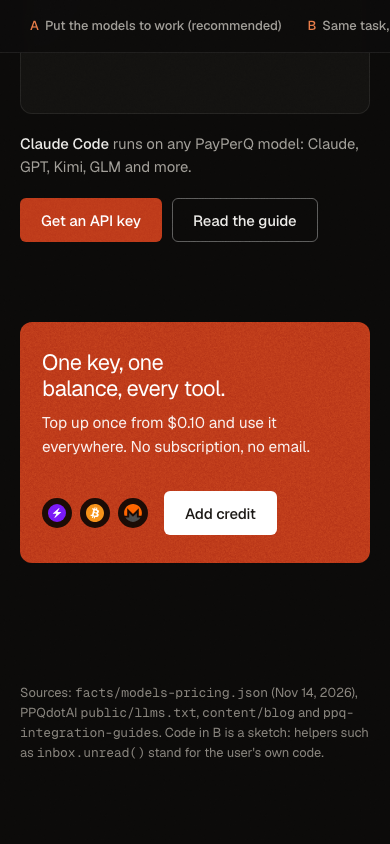 A Put the models to work (recommended) B Same task,
Claude Code runs on any PayPerQ model: Claude,
GPT, Kimi, GLM and more.
Get an API key Read the guide
One key, one
balance, every tool.
Top up once from $0.10 and use it
everywhere. No subscription, no email.
Add credit
Sources: facts/models-pricing.json (Nov 14, 2026),
PPQdotAI public/llms.txt, content/blog and ppq-
integration-guides. Code in B is a sketch: helpers such
as inbox.unread() stand for the user's own code.